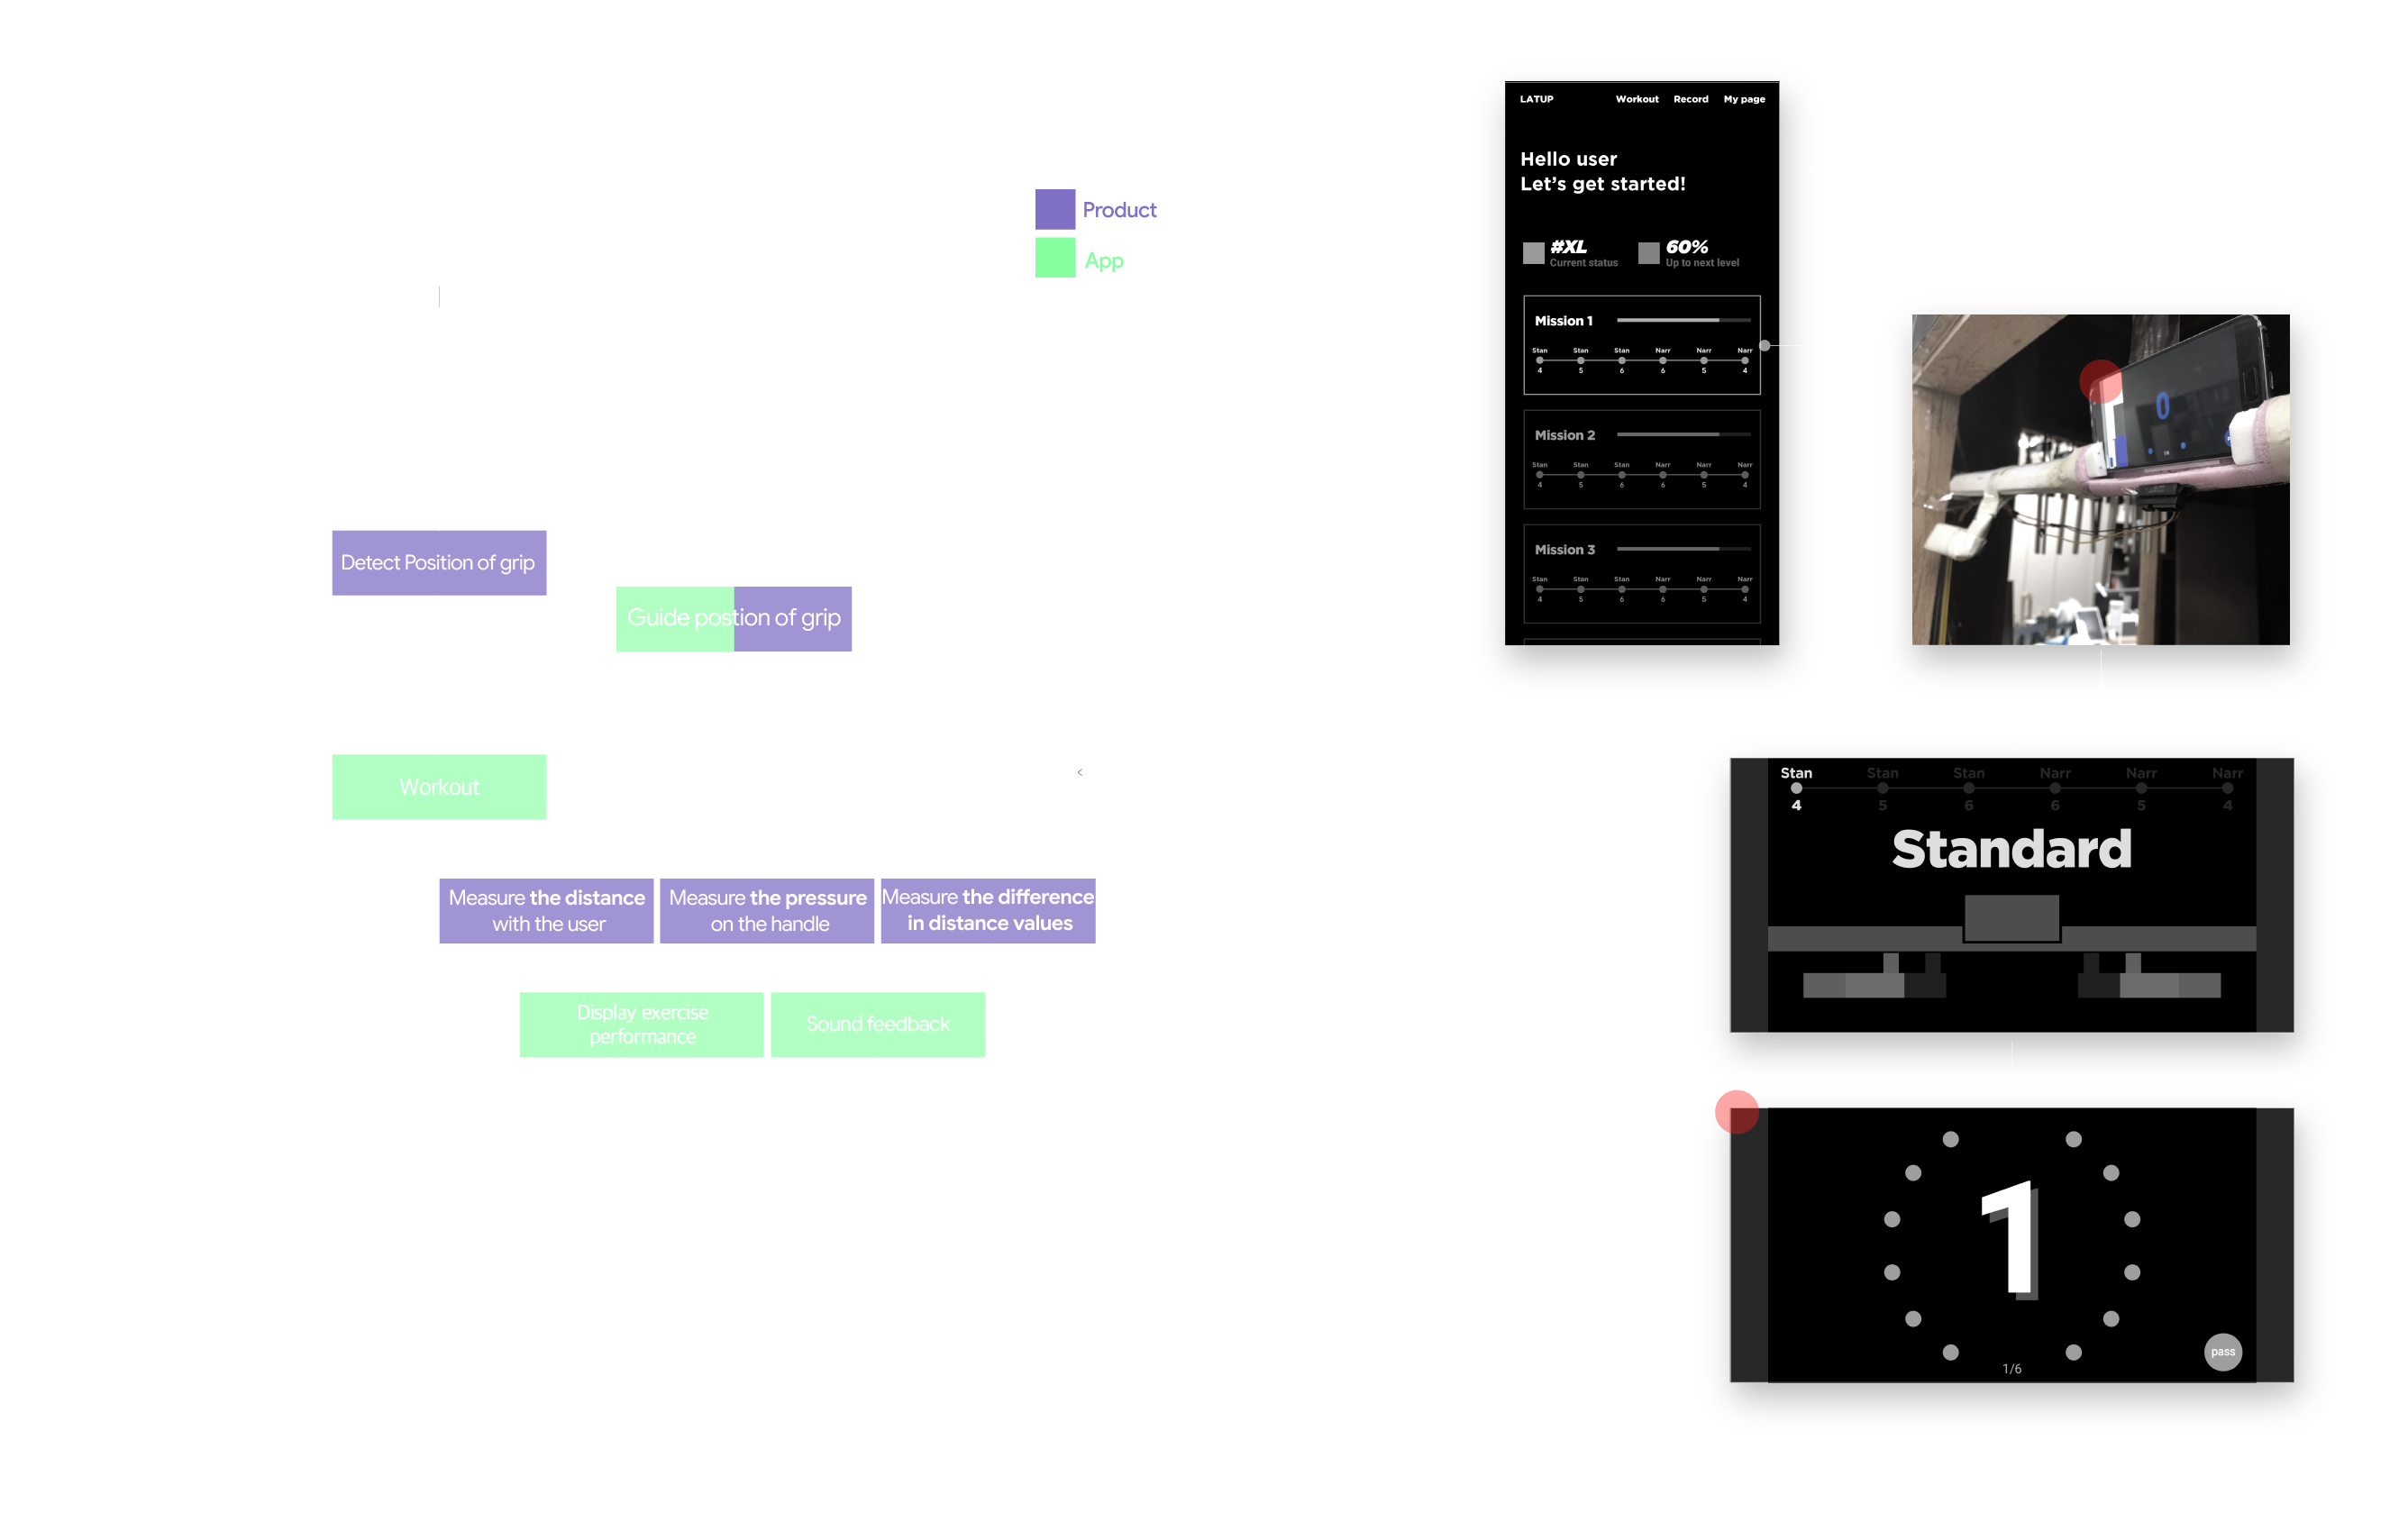 Product
App
Detect Position of grip
Guide postion of grip
Workout
<
Measure the distance
with the user
Measure the pressure
on the handle
Measure the difference
in distance values
Display exercise
performance
Sound feedback
LATUP
Workout Record My page
Hello user
Let's get started!
#XL
Current status
60%
Up to next level
Mission 1
Stan Stan Stan Narr Narr Narr
4 5 6 6 5 4
Mission 2
Stan Stan Stan Narr Narr Narr
4 5 6 6 5 4
Mission 3
Stan Stan Stan Narr Narr Narr
4 5 6 6 5 4
0
Stan Stan Stan Narr Narr Narr
4 5 6 6 5 4
Standard
1
1/6
pass